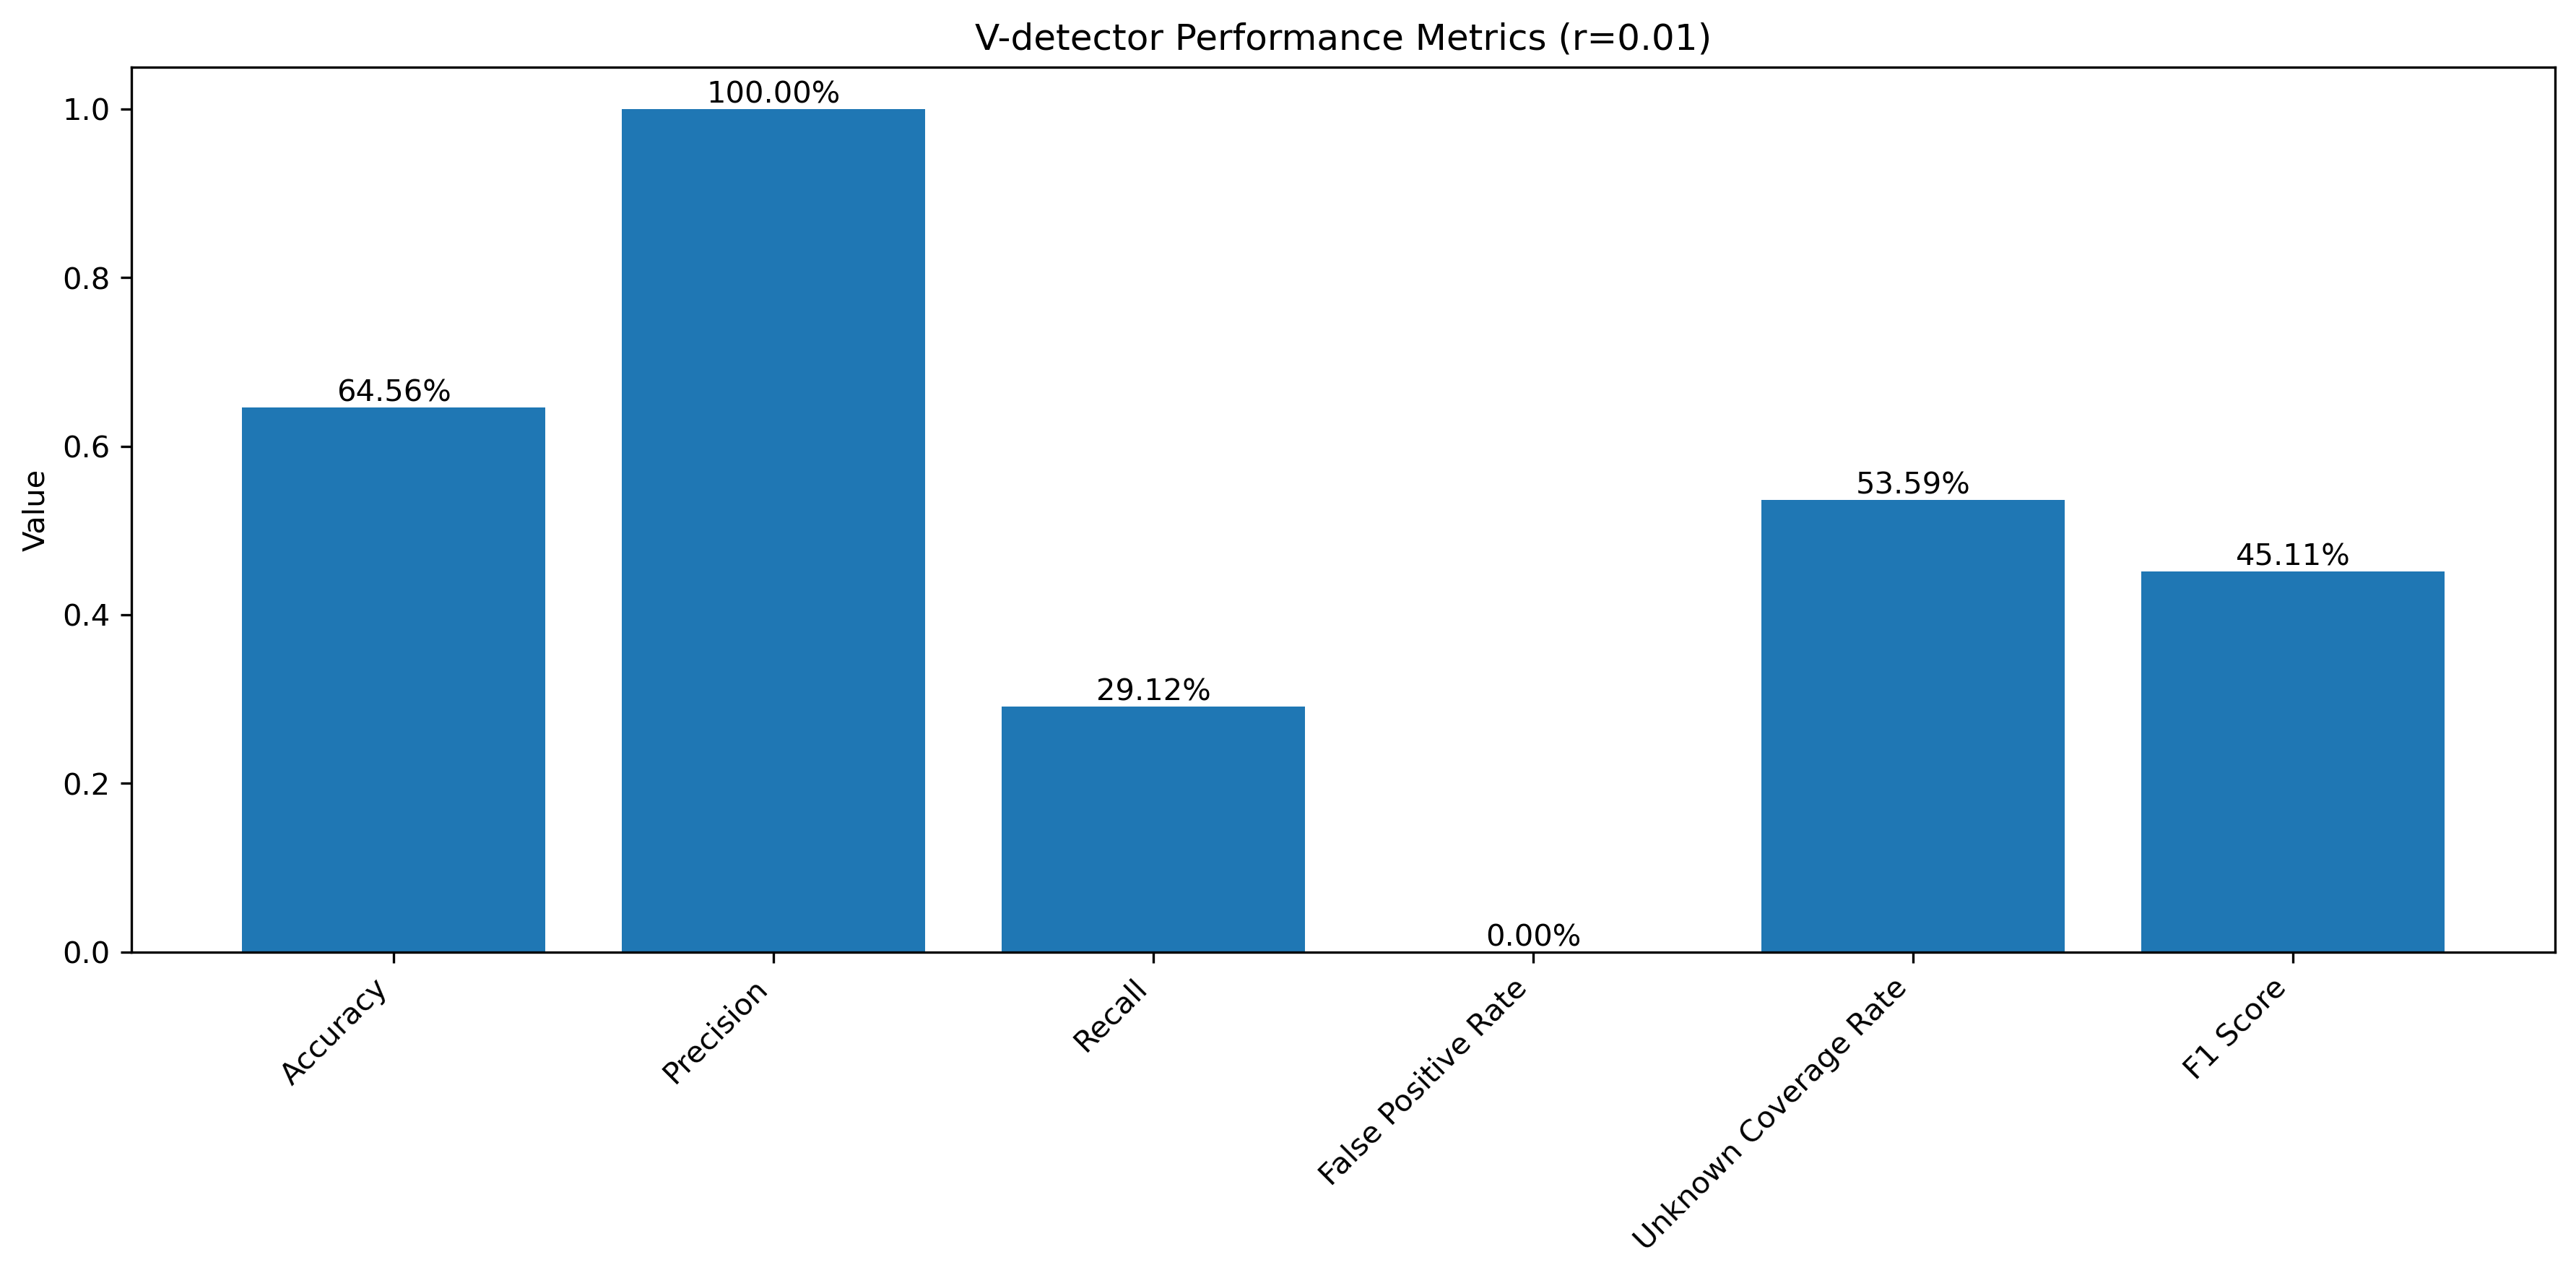 V-detector Performance Metrics (r=0.01)
Value
1.0
0.8
0.6
0.4
0.2
0.0
64.56%
100.00%
29.12%
0.00%
53.59%
45.11%
Accuracy
Precision
Recall
False Positive Rate
Unknown Coverage Rate
F1 Score